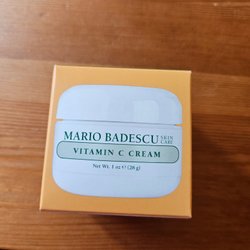 MARIO BADESCU SKIN CARE
VITAMIN C CREAM
Net Wt. 1 oz ℮ (28 g)